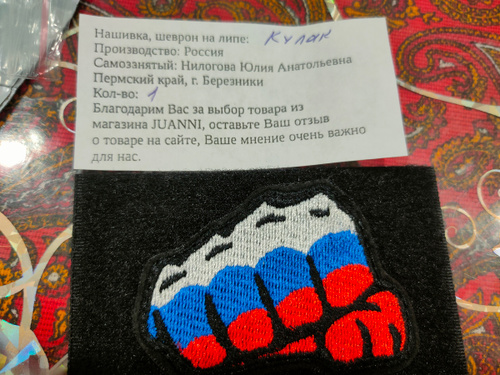 Нашивка, шеврон на липе: Кулак
Производство: Россия
Самозанятый: Нилогова Юлия Анатольевна
Пермский край, г. Березники
Кол-во: 1
Благодарим Вас за выбор товара из
магазина JUANNI, оставьте Ваш отзыв
о товаре на сайте, Ваше мнение очень важно
для нас.